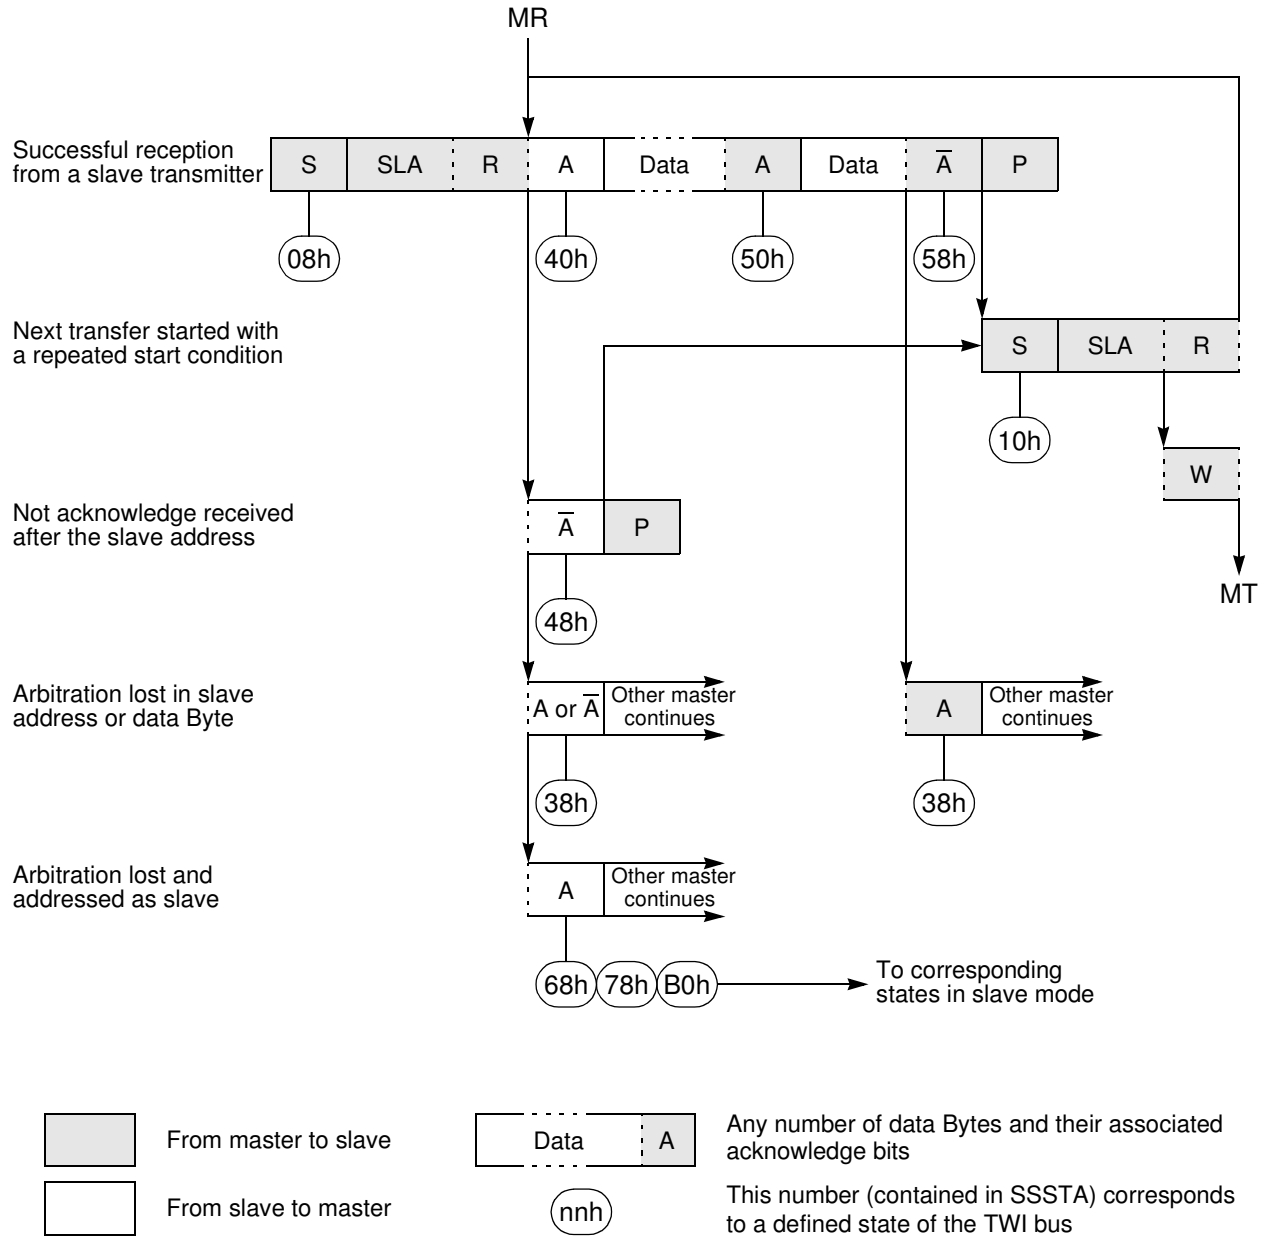 MR
Successful reception
from a slave transmitter
S SLA R A Data A Data A̅ P
08h 40h 50h 58h
Next transfer started with
a repeated start condition
S SLA R
10h
W
MT
Not acknowledge received
after the slave address
A̅ P
48h
Arbitration lost in slave
address or data Byte
A or A̅
Other master
continues
A
Other master
continues
38h 38h
Arbitration lost and
addressed as slave
A
Other master
continues
68h 78h B0h
To corresponding
states in slave mode
From master to slave
Data A
Any number of data Bytes and their associated
acknowledge bits
From slave to master
nnh
This number (contained in SSSTA) corresponds
to a defined state of the TWI bus